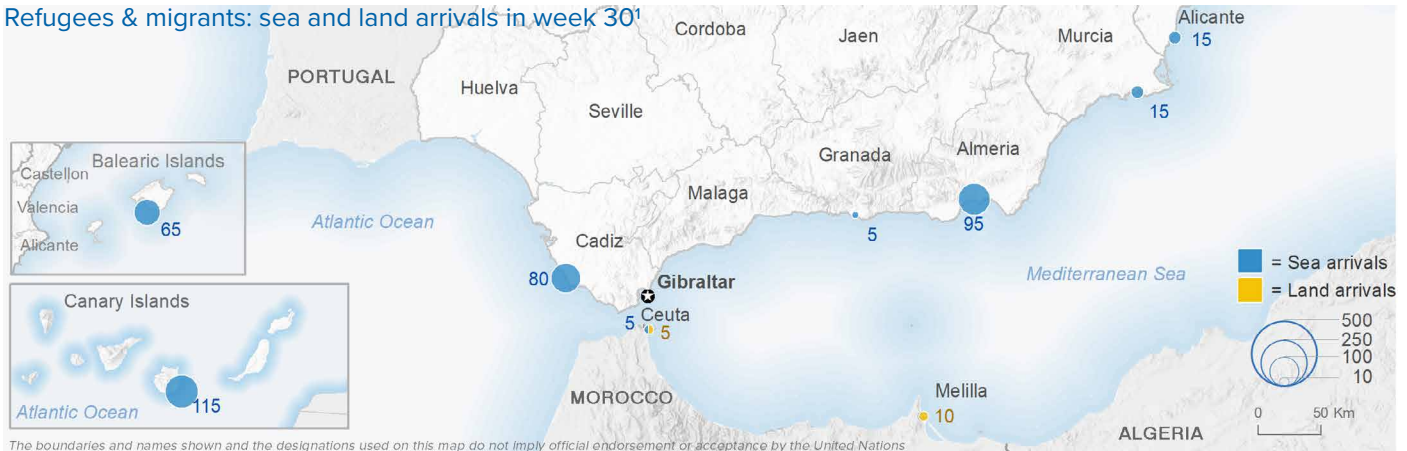 Refugees & migrants: sea and land arrivals in week 30¹
Alicante
15
Cordoba
Jaen
Murcia
PORTUGAL
Huelva
Seville
15
Balearic Islands
Castellon
Valencia
Alicante
65
Granada
Almeria
Malaga
Atlantic Ocean
5
95
Cadiz
80
Gibraltar
Mediterranean Sea
= Sea arrivals
= Land arrivals
Canary Islands
Atlantic Ocean
115
5
Ceuta
5
500
250
100
10
MOROCCO
Melilla
10
0 50 Km
ALGERIA
The boundaries and names shown and the designations used on this map do not imply official endorsement or acceptance by the United Nations